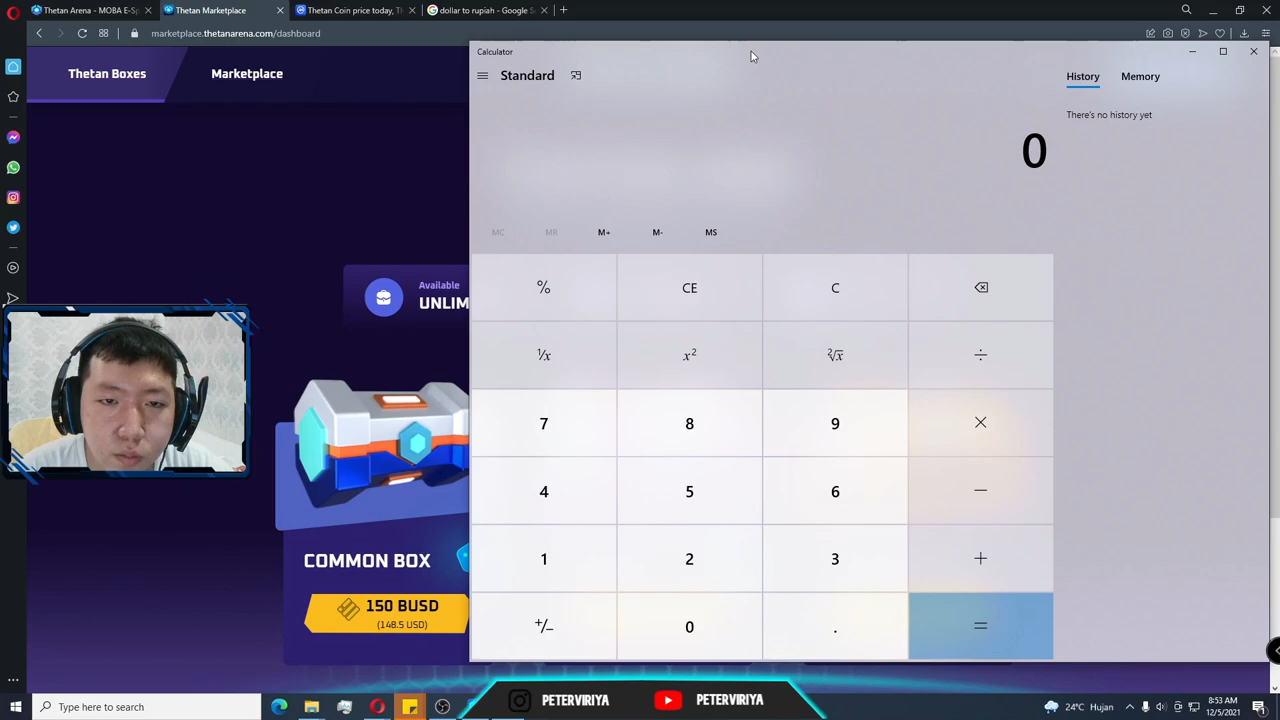 Thetan Arena - MOBA E-Sp
Thetan Marketplace
Thetan Coin price today, Th
dollar to rupiah - Google Se
marketplace.thetanarena.com/dashboard
Thetan Boxes
Marketplace
Available
UNLIM
COMMON BOX
150 BUSD
(148.5 USD)
Calculator
Standard
History
Memory
There's no history yet
0
MC
MR
M+
M-
MS
%
CE
C
⌫
¹/x
x²
²√x
÷
7
8
9
×
4
5
6
−
1
2
3
+
+/−
0
.
=
PETERVIRIYA
PETERVIRIYA
Type here to search
24°C Hujan
8:53 AM
12/5/2021